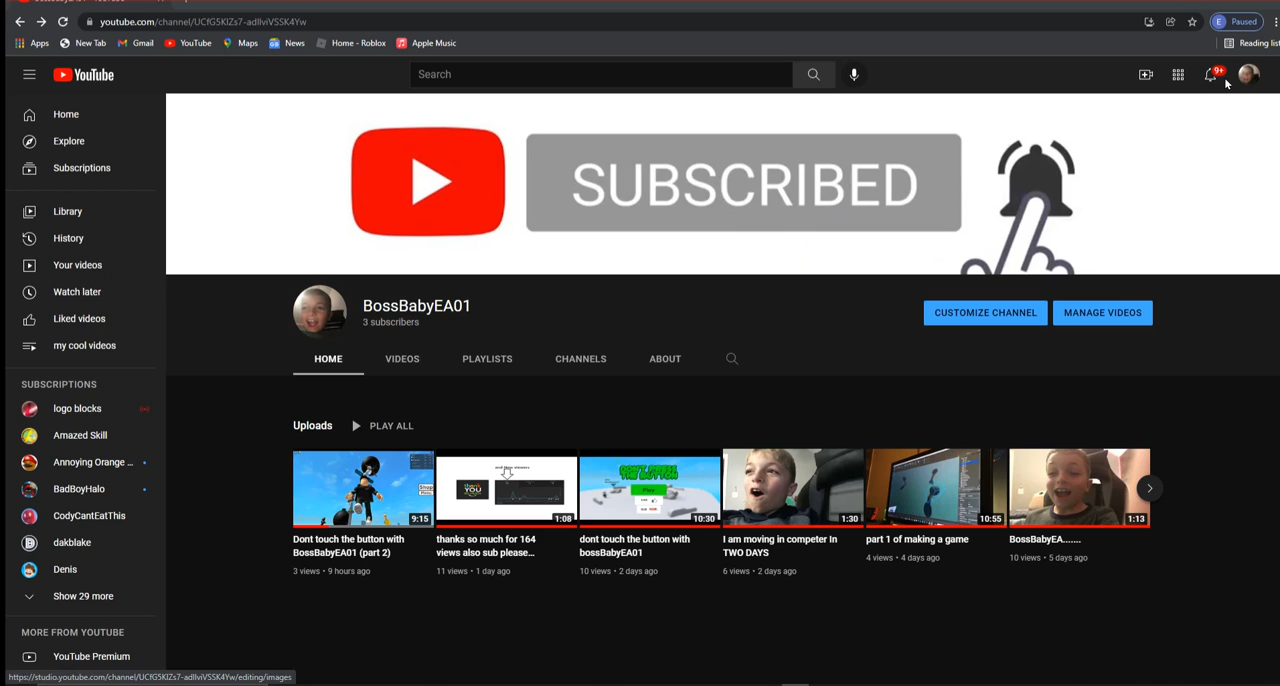 youtube.com/channel/UCfG5KlZs7-adIlviVSSK4Yw
E Paused
Apps New Tab Gmail YouTube Maps News Home - Roblox Apple Music Reading list
YouTube
Search
9+
Home
Explore
Subscriptions
Library
History
Your videos
Watch later
Liked videos
my cool videos
SUBSCRIPTIONS
logo blocks
Amazed Skill
Annoying Orange ...
BadBoyHalo
CodyCantEatThis
dakblake
Denis
Show 29 more
MORE FROM YOUTUBE
YouTube Premium
SUBSCRIBED
BossBabyEA01
3 subscribers
CUSTOMIZE CHANNEL MANAGE VIDEOS
HOME VIDEOS PLAYLISTS CHANNELS ABOUT
Uploads PLAY ALL
9:15
Dont touch the button with
BossBabyEA01 (part 2)
3 views • 9 hours ago
1:08
thanks so much for 164
views also sub please...
11 views • 1 day ago
Play
10:30
dont touch the button with
bossBabyEA01
10 views • 2 days ago
1:30
I am moving in competer In
TWO DAYS
6 views • 2 days ago
10:55
part 1 of making a game
4 views • 4 days ago
1:13
BossBabyEA.......
10 views • 5 days ago
https://studio.youtube.com/channel/UCfG5KlZs7-adIlviVSSK4Yw/editing/images